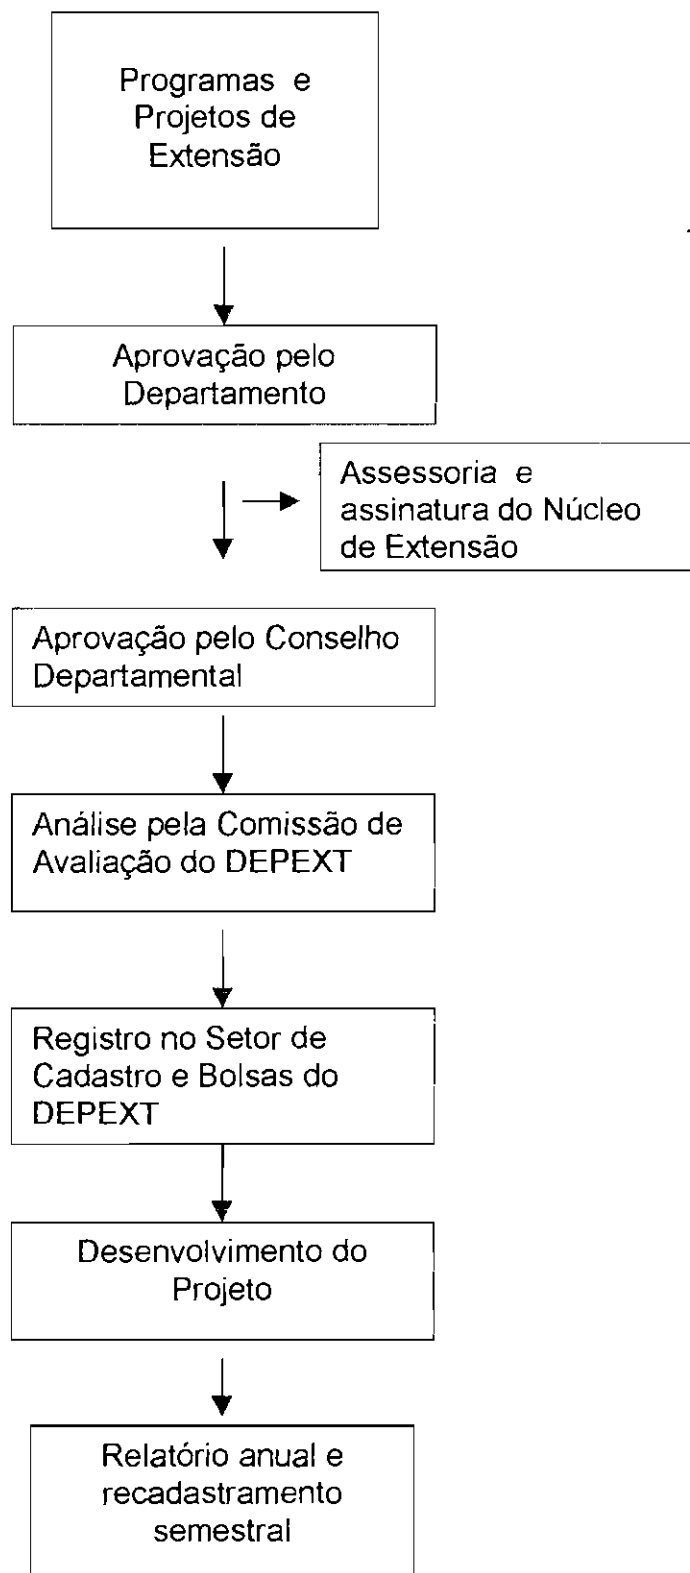 Programas e
Projetos de
Extensão
Aprovação pelo
Departamento
Assessoria e
assinatura do Núcleo
de Extensão
Aprovação pelo Conselho
Departamental
Análise pela Comissão de
Avaliação do DEPEXT
Registro no Setor de
Cadastro e Bolsas do
DEPEXT
Desenvolvimento do
Projeto
Relatório anual e
recadastramento
semestral